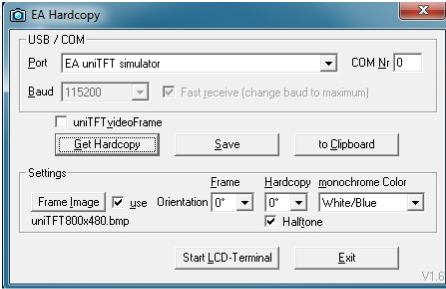 EA Hardcopy
USB / COM
Port EA uniTFT simulator COM Nr 0
Baud 115200 Fast receive (change baud to maximum)
uniTFT videoFrame
Get Hardcopy Save to Clipboard
Settings
Frame Hardcopy monochrome Color
Frame Image use Orientation 0° 0° White/Blue
uniTFT800x480.bmp Halftone
Start LCD-Terminal Exit
V1.6